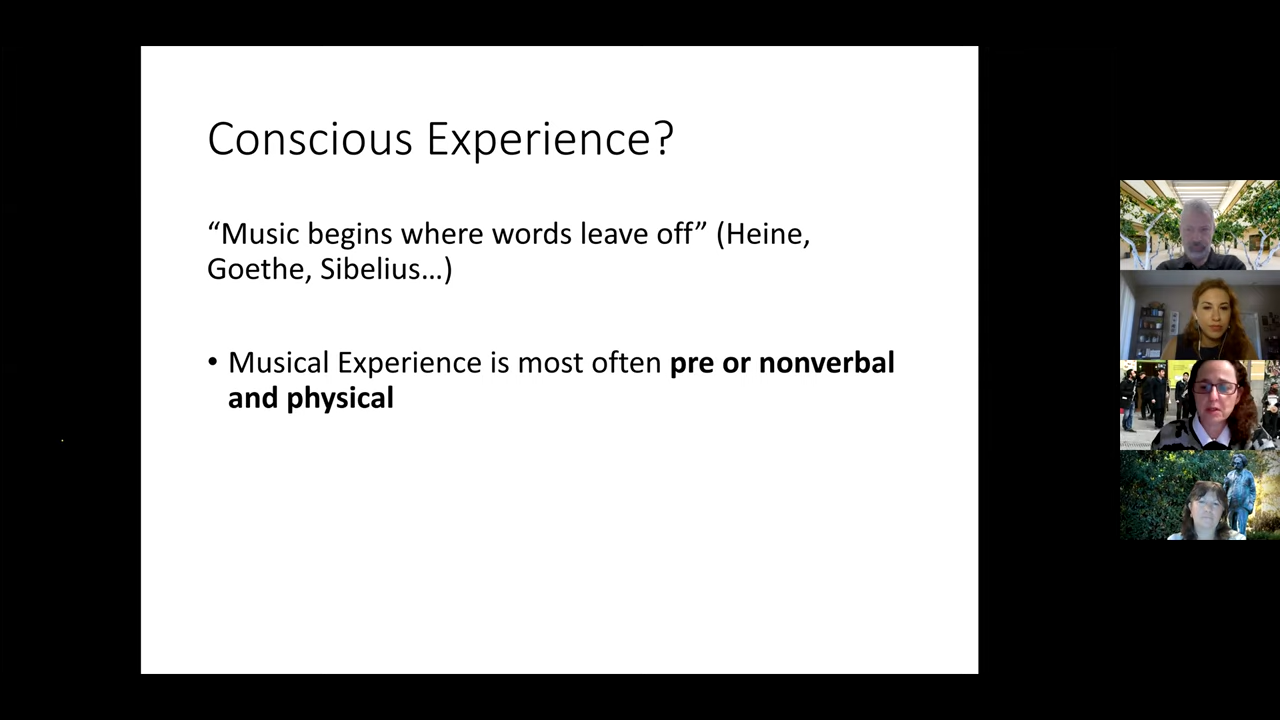 Conscious Experience?
“Music begins where words leave off” (Heine,
Goethe, Sibelius…)
• Musical Experience is most often pre or nonverbal
and physical